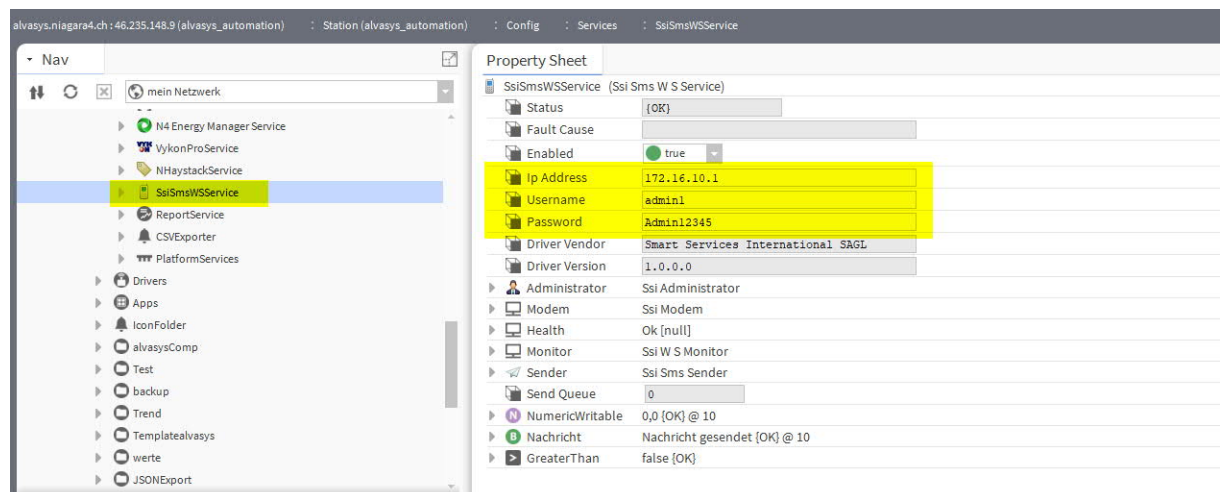 alvasys.niagara4.ch : 46.235.148.9 (alvasys_automation) : Station (alvasys_automation) : Config : Services : SsiSmsWSService
Nav
mein Netzwerk
N4 Energy Manager Service
VykonProService
NHaystackService
SsiSmsWSService
ReportService
CSVExporter
PlatformServices
Drivers
Apps
IconFolder
alvasysComp
Test
backup
Trend
Templatealvasys
werte
JSONExport
Property Sheet
SsiSmsWSService (Ssi Sms W S Service)
Status {OK}
Fault Cause
Enabled true
Ip Address 172.16.10.1
Username admin1
Password Admin12345
Driver Vendor Smart Services International SAGL
Driver Version 1.0.0.0
Administrator Ssi Administrator
Modem Ssi Modem
Health Ok [null]
Monitor Ssi W S Monitor
Sender Ssi Sms Sender
Send Queue 0
N NumericWritable 0,0 {OK} @ 10
B Nachricht Nachricht gesendet {OK} @ 10
> GreaterThan false {OK}